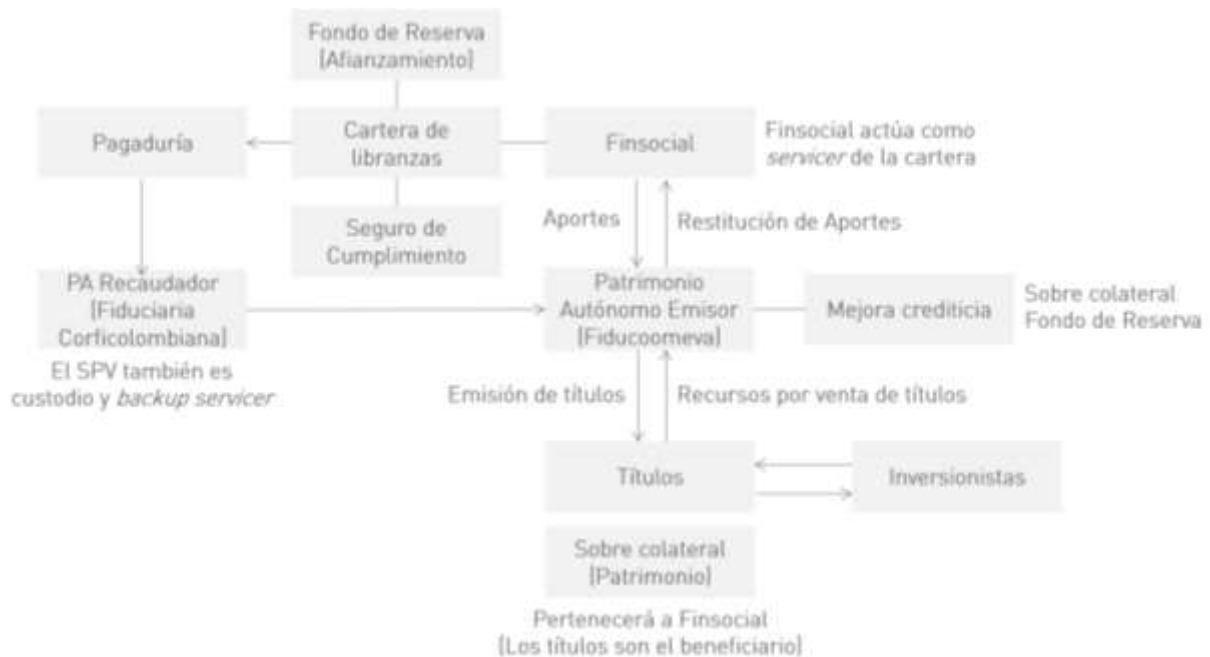 Fondo de Reserva
[Afianzamiento]
Pagaduría
Cartera de
libranzas
Finsocial
Finsocial actúa como
servicer de la cartera
Seguro de
Cumplimiento
Aportes
Restitución de Aportes
PA Recaudador
[Fiduciaria
Corficolombiana]
El SPV también es
custodio y backup servicer
Patrimonio
Autónomo Emisor
[Fiducoomeva]
Mejora crediticia
Sobre colateral
Fondo de Reserva
Emisión de títulos
Recursos por venta de títulos
Títulos
Inversionistas
Sobre colateral
[Patrimonio]
Pertenecerá a Finsocial
[Los títulos son el beneficiario]